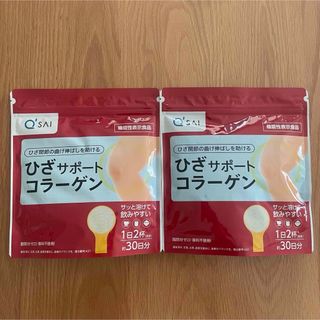 Q'SAI
機能性表示食品
ひざ関節の曲げ伸ばしを助ける
ひざサポート
コラーゲン
サッと溶けて
飲みやすい
1日2杯
約30日分
Q'SAI
機能性表示食品
ひざ関節の曲げ伸ばしを助ける
ひざサポート
コラーゲン
サッと溶けて
飲みやすい
1日2杯
約30日分